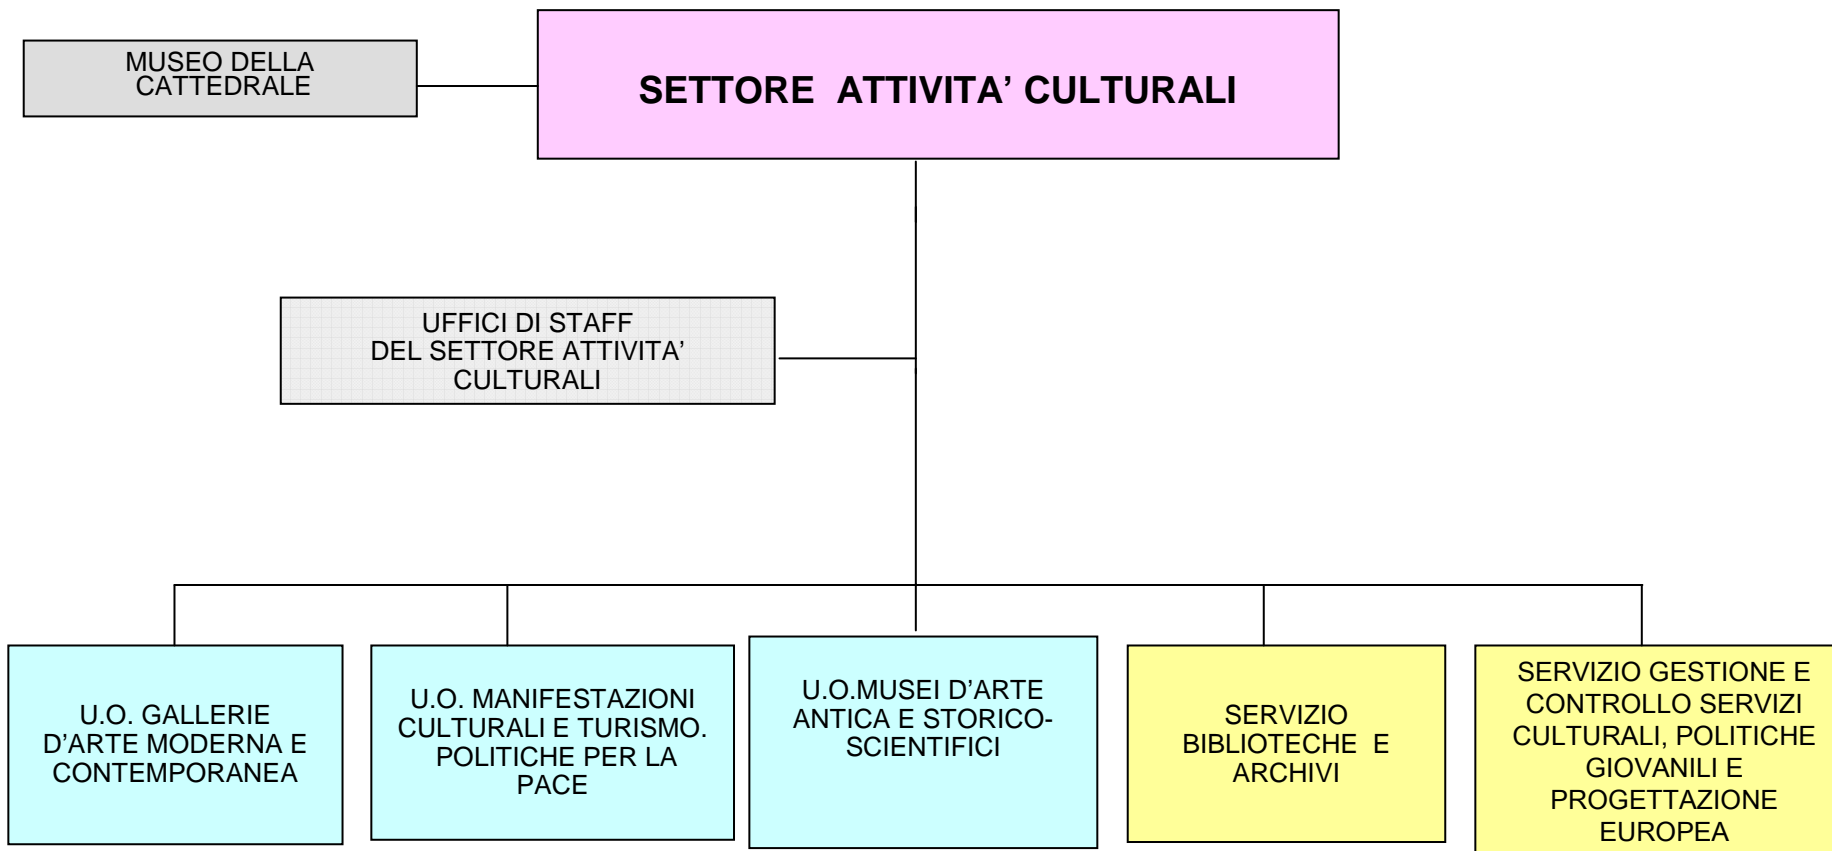 MUSEO DELLA
CATTEDRALE
SETTORE ATTIVITA’ CULTURALI
UFFICI DI STAFF
DEL SETTORE ATTIVITA’
CULTURALI
U.O. GALLERIE
D’ARTE MODERNA E
CONTEMPORANEA
U.O. MANIFESTAZIONI
CULTURALI E TURISMO.
POLITICHE PER LA
PACE
U.O.MUSEI D’ARTE
ANTICA E STORICO-
SCIENTIFICI
SERVIZIO
BIBLIOTECHE E
ARCHIVI
SERVIZIO GESTIONE E
CONTROLLO SERVIZI
CULTURALI, POLITICHE
GIOVANILI E
PROGETTAZIONE
EUROPEA